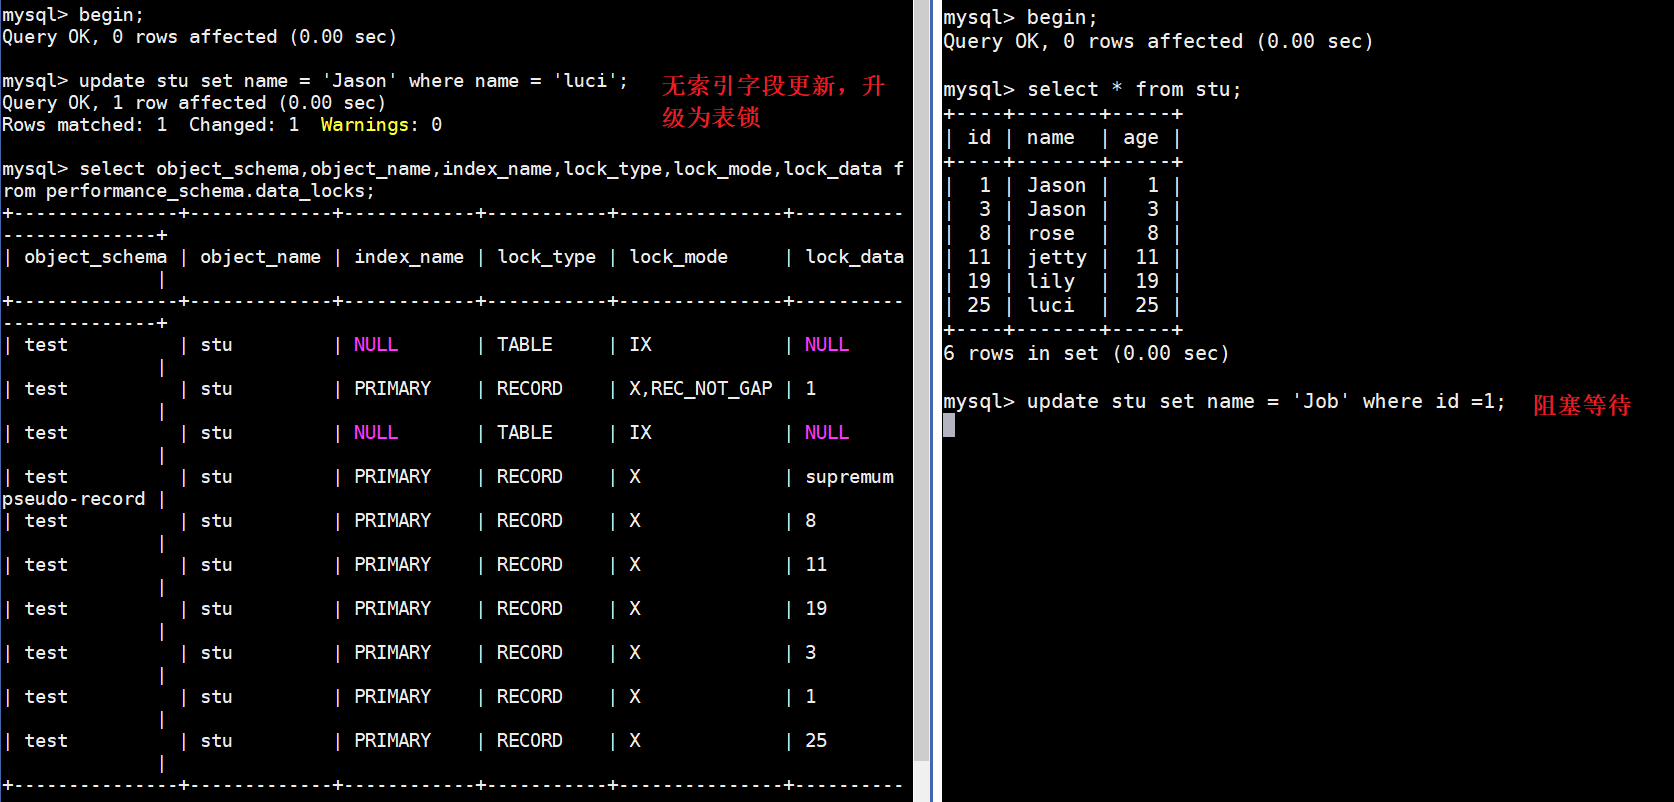 mysql> begin;
Query OK, 0 rows affected (0.00 sec)
mysql> update stu set name = 'Jason' where name = 'luci';
Query OK, 1 row affected (0.00 sec)
Rows matched: 1  Changed: 1  Warnings: 0
无索引字段更新，升
级为表锁
mysql> select object_schema,object_name,index_name,lock_type,lock_mode,lock_data f
rom performance_schema.data_locks;
+---------------+-------------+------------+-----------+---------------+----------
--------------+
| object_schema | object_name | index_name | lock_type | lock_mode     | lock_data
              |
+---------------+-------------+------------+-----------+---------------+----------
--------------+
| test          | stu         | NULL       | TABLE     | IX            | NULL
              |
| test          | stu         | PRIMARY    | RECORD    | X,REC_NOT_GAP | 1
              |
| test          | stu         | NULL       | TABLE     | IX            | NULL
              |
| test          | stu         | PRIMARY    | RECORD    | X             | supremum
pseudo-record |
| test          | stu         | PRIMARY    | RECORD    | X             | 8
              |
| test          | stu         | PRIMARY    | RECORD    | X             | 11
              |
| test          | stu         | PRIMARY    | RECORD    | X             | 19
              |
| test          | stu         | PRIMARY    | RECORD    | X             | 3
              |
| test          | stu         | PRIMARY    | RECORD    | X             | 1
              |
| test          | stu         | PRIMARY    | RECORD    | X             | 25
              |
+---------------+-------------+------------+-----------+---------------+----------
mysql> begin;
Query OK, 0 rows affected (0.00 sec)
mysql> select * from stu;
+----+-------+-----+
| id | name  | age |
+----+-------+-----+
|  1 | Jason |   1 |
|  3 | Jason |   3 |
|  8 | rose  |   8 |
| 11 | jetty |  11 |
| 19 | lily  |  19 |
| 25 | luci  |  25 |
+----+-------+-----+
6 rows in set (0.00 sec)
mysql> update stu set name = 'Job' where id =1;
阻塞等待